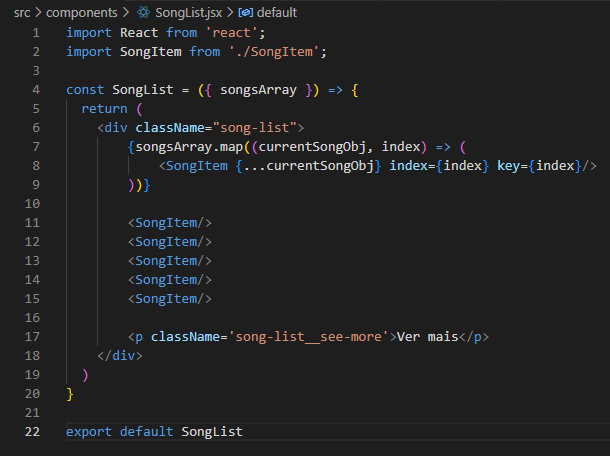 src > components > SongList.jsx > default
1 import React from 'react';
2 import SongItem from './SongItem';
3
4 const SongList = ({ songsArray }) => {
5   return (
6     <div className="song-list">
7         {songsArray.map((currentSongObj, index) => (
8             <SongItem {...currentSongObj} index={index} key={index}/>
9         ))}
10
11         <SongItem/>
12         <SongItem/>
13         <SongItem/>
14         <SongItem/>
15         <SongItem/>
16
17         <p className='song-list__see-more'>Ver mais</p>
18     </div>
19   )
20 }
21
22 export default SongList